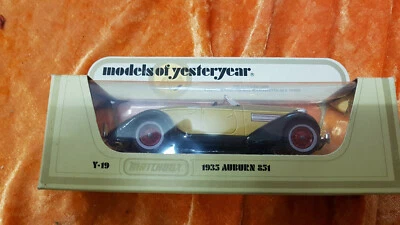 models of yesteryear®
Y-19 MATCHBOX 1935 AUBURN 851